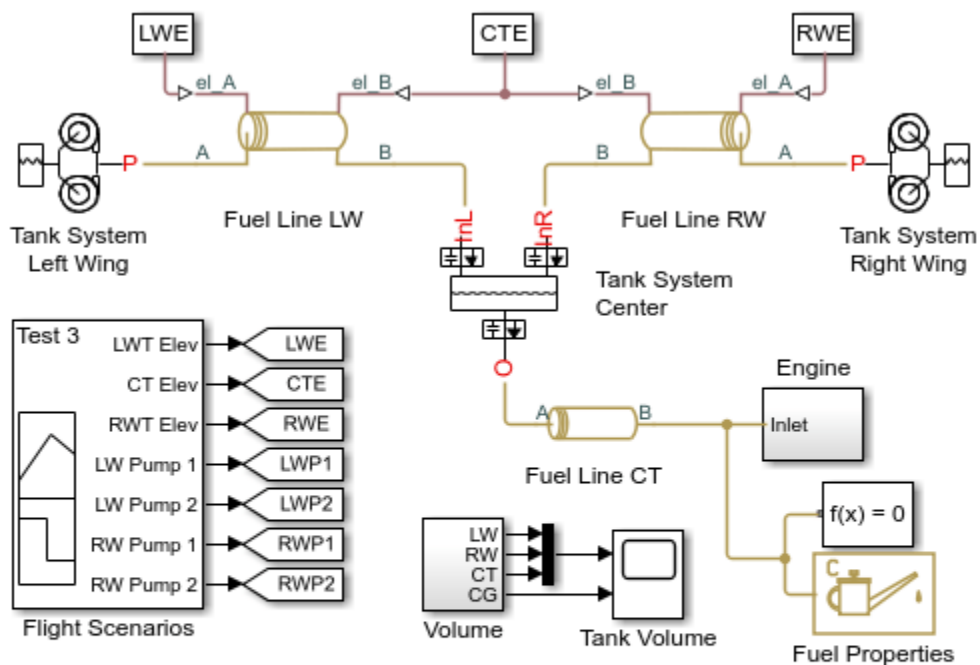 LWE
CTE
RWE
el_A
el_B
el_B
el_A
P
A
B
B
A
P
Fuel Line LW
Fuel Line RW
InL
InR
Tank System
Left Wing
Tank System
Right Wing
Tank System
Center
Test 3
LWT Elev
LWE
CT Elev
CTE
RWT Elev
RWE
LW Pump 1
LWP1
LW Pump 2
LWP2
RW Pump 1
RWP1
RW Pump 2
RWP2
Flight Scenarios
O
A
B
Fuel Line CT
Engine
Inlet
f(x) = 0
LW
RW
CT
CG
Volume
Tank Volume
C
Fuel Properties